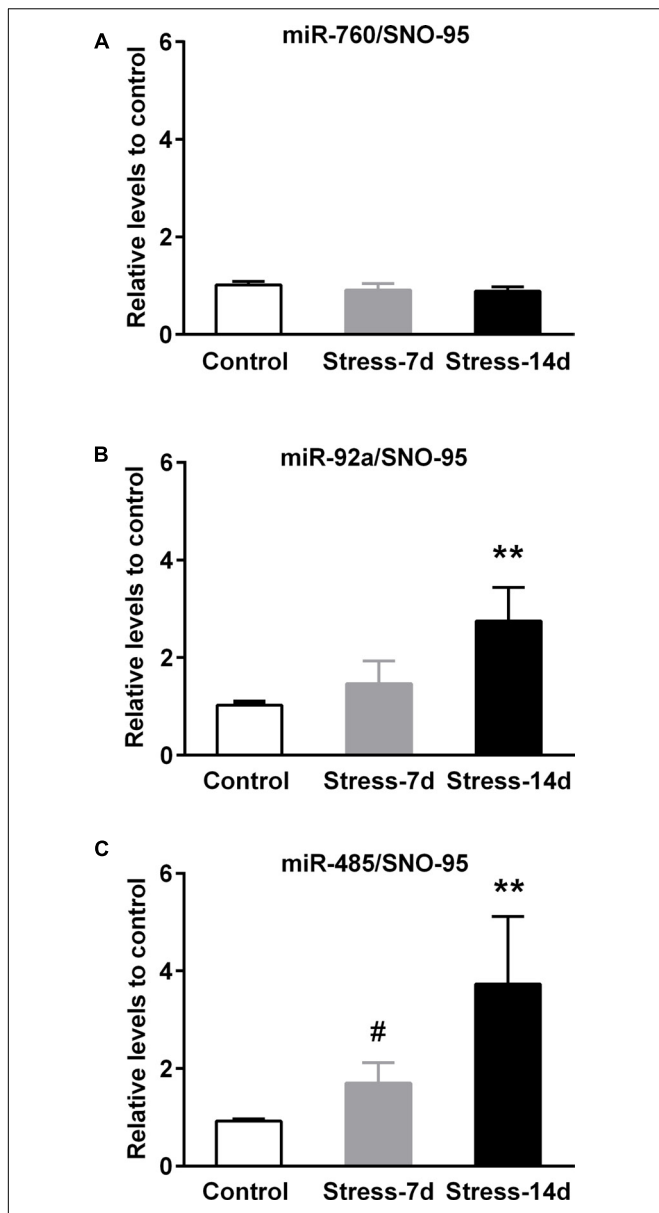 A
miR-760/SNO-95
Relative levels to control
6
4
2
0
Control Stress-7d Stress-14d
B
miR-92a/SNO-95
Relative levels to control
6
4
2
0
**
Control Stress-7d Stress-14d
C
miR-485/SNO-95
Relative levels to control
6
4
2
0
**
#
Control Stress-7d Stress-14d